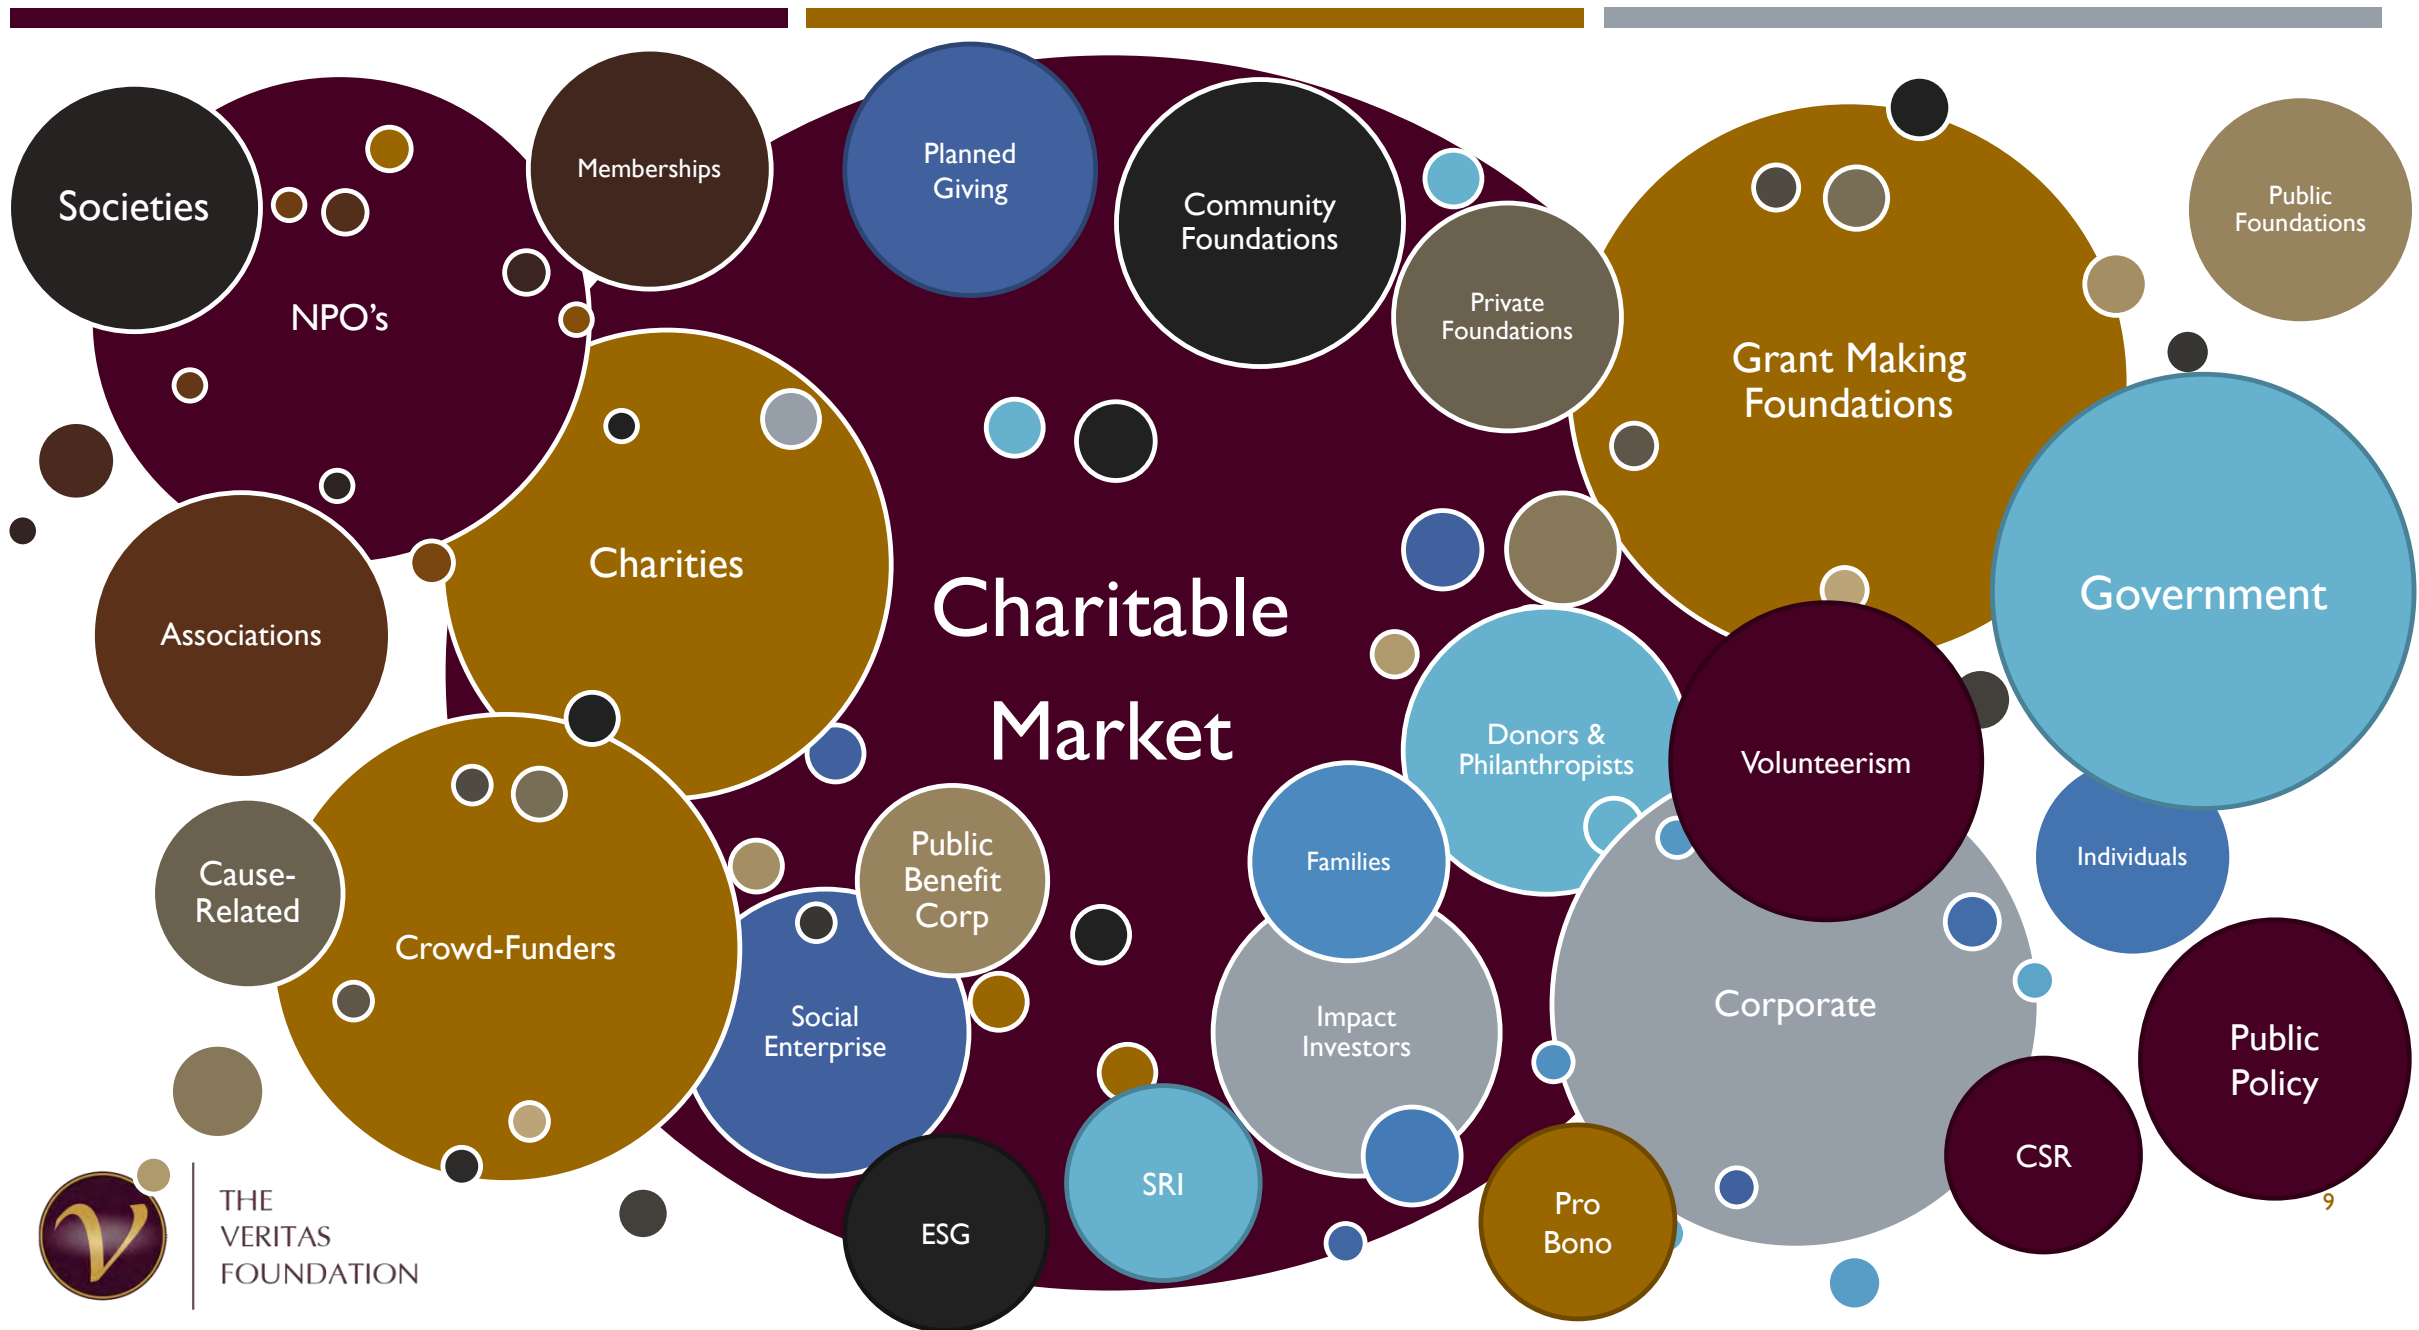 Societies
NPO’s
Memberships
Planned
Giving
Community
Foundations
Private
Foundations
Grant Making
Foundations
Public
Foundations
Charities
Associations
Charitable
Market
Government
Donors &
Philanthropists
Volunteerism
Families
Individuals
Public
Benefit
Corp
Cause-
Related
Crowd-Funders
Social
Enterprise
Impact
Investors
Corporate
Public
Policy
CSR
SRI
Pro
Bono
ESG
THE
VERITAS
FOUNDATION
9